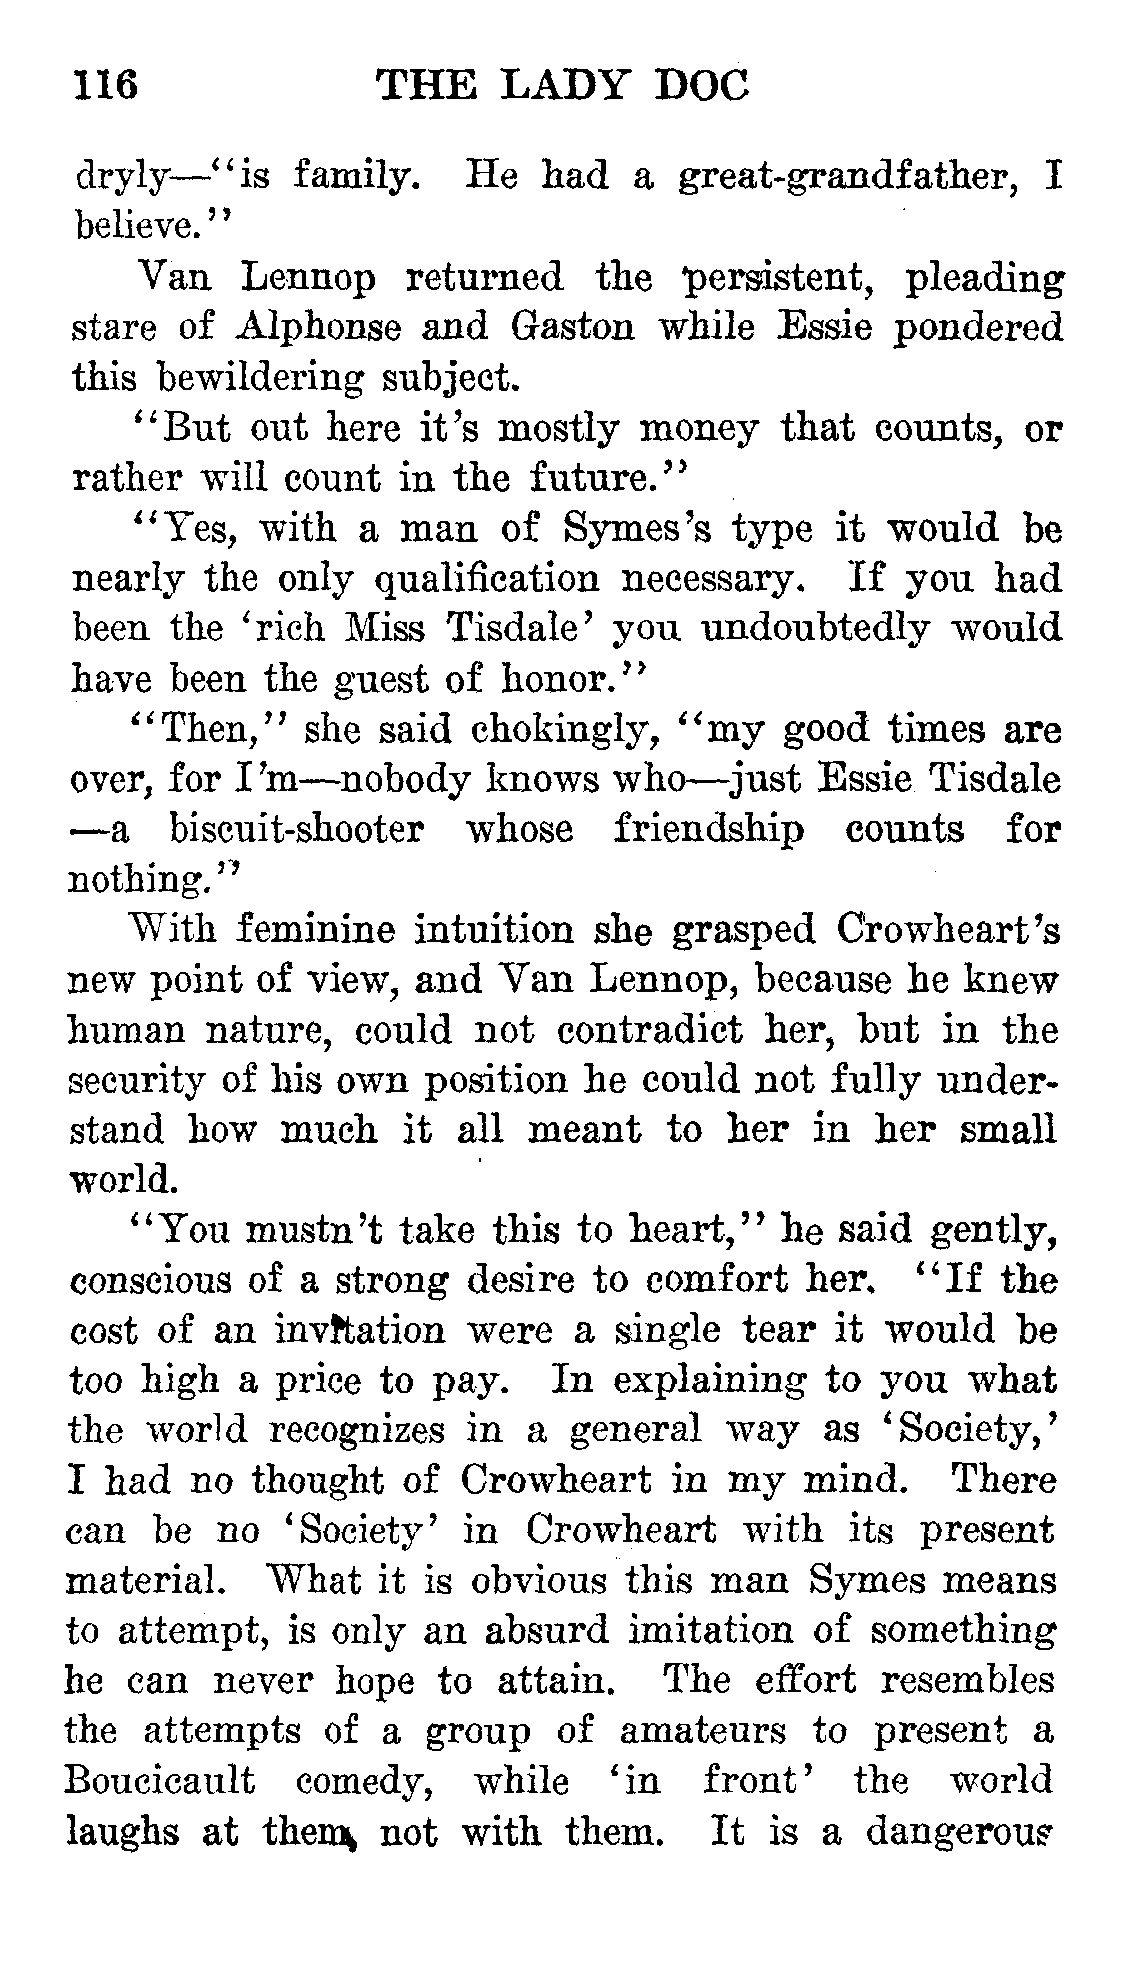 116 THE LADY DOC
dryly—"is family. He had a great-grandfather, I
believe."
Van Lennop returned the persistent, pleading
stare of Alphonse and Gaston while Essie pondered
this bewildering subject.
"But out here it's mostly money that counts, or
rather will count in the future."
"Yes, with a man of Symes's type it would be
nearly the only qualification necessary. If you had
been the 'rich Miss Tisdale' you undoubtedly would
have been the guest of honor."
"Then," she said chokingly, "my good times are
over, for I'm—nobody knows who—just Essie Tisdale
—a biscuit-shooter whose friendship counts for
nothing."
With feminine intuition she grasped Crowheart's
new point of view, and Van Lennop, because he knew
human nature, could not contradict her, but in the
security of his own position he could not fully under-
stand how much it all meant to her in her small
world.
"You mustn't take this to heart," he said gently,
conscious of a strong desire to comfort her. "If the
cost of an invitation were a single tear it would be
too high a price to pay. In explaining to you what
the world recognizes in a general way as 'Society,'
I had no thought of Crowheart in my mind. There
can be no 'Society' in Crowheart with its present
material. What it is obvious this man Symes means
to attempt, is only an absurd imitation of something
he can never hope to attain. The effort resembles
the attempts of a group of amateurs to present a
Boucicault comedy, while 'in front' the world
laughs at them, not with them. It is a dangerous